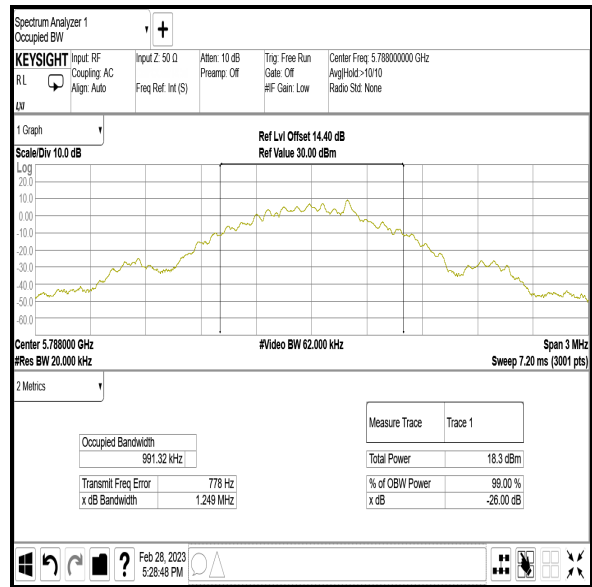 Spectrum Analyzer 1
Occupied BW
KEYSIGHT
RL
LXI
Input: RF
Coupling: AC
Align: Auto
Input Z: 50 Ω
Freq Ref: Int (S)
Atten: 10 dB
Preamp: Off
Trig: Free Run
Gate: Off
#IF Gain: Low
Center Freq: 5.788000000 GHz
Avg|Hold:>10/10
Radio Std: None
1 Graph
Scale/Div 10.0 dB
Ref Lvl Offset 14.40 dB
Ref Value 30.00 dBm
Log
20.0
10.0
0.00
-10.0
-20.0
-30.0
-40.0
-50.0
-60.0
Center 5.788000 GHz
#Video BW 62.000 kHz
Span 3 MHz
#Res BW 20.000 kHz
Sweep 7.20 ms (3001 pts)
2 Metrics
Measure Trace Trace 1
Occupied Bandwidth
991.32 kHz
Total Power 18.3 dBm
Transmit Freq Error 778 Hz
% of OBW Power 99.00 %
x dB Bandwidth 1.249 MHz
x dB -26.00 dB
?
Feb 28, 2023
5:28:48 PM